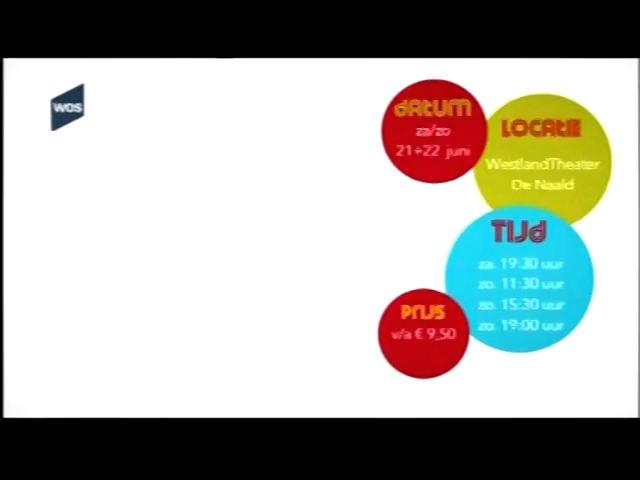 WOS
DATUM
za/zo
21+22 juni
LOCATIE
WestlandTheater
De Naald
TIJd
za. 19:30 uur
zo. 11:30 uur
zo. 15:30 uur
zo. 19:00 uur
PRIJS
v/a € 9,50